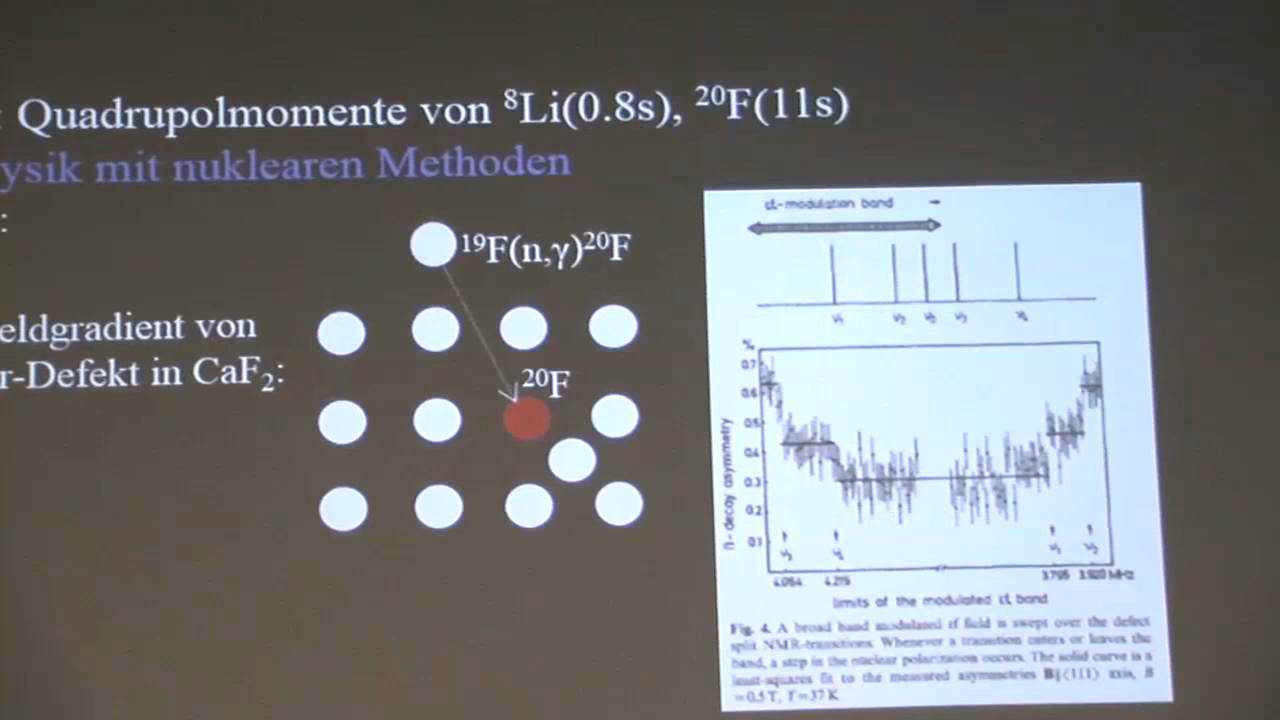 : Quadrupolmomente von ⁸Li(0.8s), ²⁰F(11s)
ysik mit nuklearen Methoden
:
¹⁹F(n,γ)²⁰F
eldgradient von
r-Defekt in CaF₂:
²⁰F
rf-modulation band
%
0.7
0.6
0.5
0.4
0.3
0.2
0.1
β-decay asymmetry
4.064 4.215 3.795 3.920 MHz
limits of the modulated rf band
Fig. 4. A broad band modulated rf field is swept over the defect
split NMR-transitions. Whenever a transition enters or leaves the
band, a step in the nuclear polarization occurs. The solid curve is a
least-squares fit to the measured asymmetries B∥⟨111⟩ axis, B
=0.5 T, T=37 K